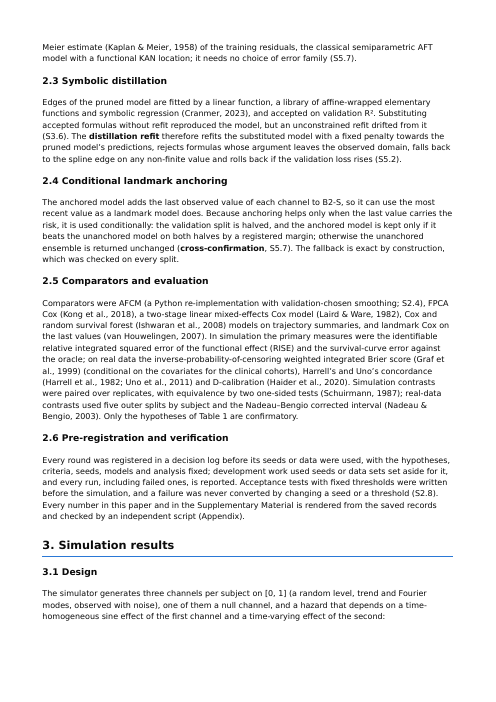 Meier estimate (Kaplan & Meier, 1958) of the training residuals, the classical semiparametric AFT
model with a functional KAN location; it needs no choice of error family (S5.7).
2.3 Symbolic distillation
Edges of the pruned model are fitted by a linear function, a library of affine-wrapped elementary
functions and symbolic regression (Cranmer, 2023), and accepted on validation R². Substituting
accepted formulas without refit reproduced the model, but an unconstrained refit drifted from it
(S3.6). The distillation refit therefore refits the substituted model with a fixed penalty towards the
pruned model's predictions, rejects formulas whose argument leaves the observed domain, falls back
to the spline edge on any non-finite value and rolls back if the validation loss rises (S5.2).
2.4 Conditional landmark anchoring
The anchored model adds the last observed value of each channel to B2-S, so it can use the most
recent value as a landmark model does. Because anchoring helps only when the last value carries the
risk, it is used conditionally: the validation split is halved, and the anchored model is kept only if it
beats the unanchored model on both halves by a registered margin; otherwise the unanchored
ensemble is returned unchanged (cross-confirmation, S5.7). The fallback is exact by construction,
which was checked on every split.
2.5 Comparators and evaluation
Comparators were AFCM (a Python re-implementation with validation-chosen smoothing; S2.4), FPCA
Cox (Kong et al., 2018), a two-stage linear mixed-effects Cox model (Laird & Ware, 1982), Cox and
random survival forest (Ishwaran et al., 2008) models on trajectory summaries, and landmark Cox on
the last values (van Houwelingen, 2007). In simulation the primary measures were the identifiable
relative integrated squared error of the functional effect (RISE) and the survival-curve error against
the oracle; on real data the inverse-probability-of-censoring weighted integrated Brier score (Graf et
al., 1999) (conditional on the covariates for the clinical cohorts), Harrell's and Uno's concordance
(Harrell et al., 1982; Uno et al., 2011) and D-calibration (Haider et al., 2020). Simulation contrasts
were paired over replicates, with equivalence by two one-sided tests (Schuirmann, 1987); real-data
contrasts used five outer splits by subject and the Nadeau–Bengio corrected interval (Nadeau &
Bengio, 2003). Only the hypotheses of Table 1 are confirmatory.
2.6 Pre-registration and verification
Every round was registered in a decision log before its seeds or data were used, with the hypotheses,
criteria, seeds, models and analysis fixed; development work used seeds or data sets set aside for it,
and every run, including failed ones, is reported. Acceptance tests with fixed thresholds were written
before the simulation, and a failure was never converted by changing a seed or a threshold (S2.8).
Every number in this paper and in the Supplementary Material is rendered from the saved records
and checked by an independent script (Appendix).
3. Simulation results
3.1 Design
The simulator generates three channels per subject on [0, 1] (a random level, trend and Fourier
modes, observed with noise), one of them a null channel, and a hazard that depends on a time-
homogeneous sine effect of the first channel and a time-varying effect of the second: